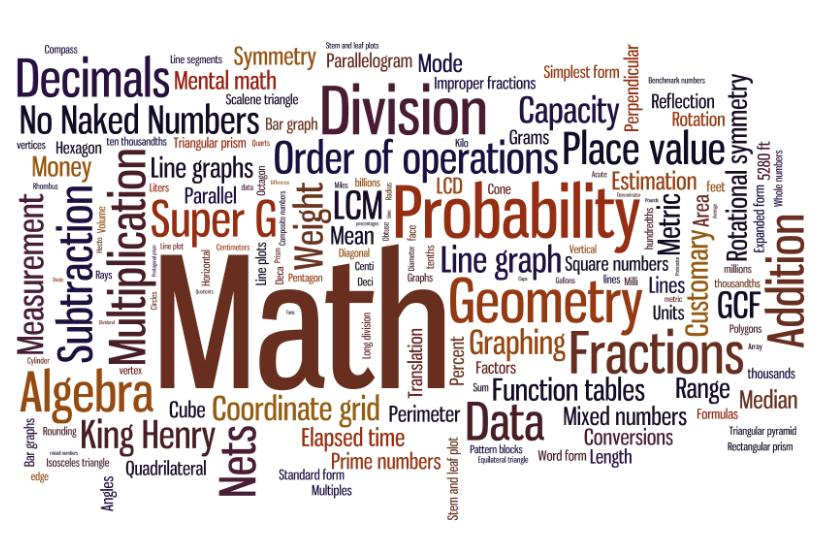 Compass
Line segments
Symmetry
Stem and leaf plots
Parallelogram
Mode
Simplest form
Perpendicular
Benchmark numbers
Decimals
Mental math
Scalene triangle
Improper fractions
Division
Capacity
Reflection
Rotation
Rotational symmetry
No Naked Numbers
Bar graph
Grams
Kilo
vertices
Hexagon
ten thousandths
Triangular prism
Quarts
Order of operations
Place value
5280 ft
Whole numbers
Money
Line graphs
Octagon
Difference
Miles
billions
Radius
LCD
Cone
Acute
Estimation
feet
Denominator
Pounds
Expanded form
Rhombus
Multiplication
Liters
Parallel
data
Composite numbers
Weight
LCM
percentages
Probability
hundredths
Metric
Area
Measurement
Subtraction
Volume
Super G
Mean
Obtuse
face
Vertical
Customary
Addition
Line plot
Horizontal
Centimeters
Line plots
Prism
Deca
Diagonal
Diameter
tenths
Line graph
Square numbers
Protractor
millions
Rays
Circles
Quotients
Pentagon
Centi
Deci
Graphs
Caps
Gallons
lines
Milli
Lines
metric
thousandths
Math
Geometry
Units
GCF
Polygons
Divide
Dividend
Tens
Long division
Translation
Percent
Graphing
Fractions
Array
Cylinder
vertex
Factors
thousands
Algebra
Cube
Coordinate grid
Perimeter
Sum
Function tables
Range
Median
Data
Mixed numbers
Formulas
Bar graphs
Rounding
King Henry
Nets
Elapsed time
Conversions
Triangular pyramid
mixed numbers
Isosceles triangle
Quadrilateral
Prime numbers
Stem and leaf plot
Pattern blocks
Equilateral triangle
Word form
Length
Rectangular prism
edge
Angles
Standard form
Multiples